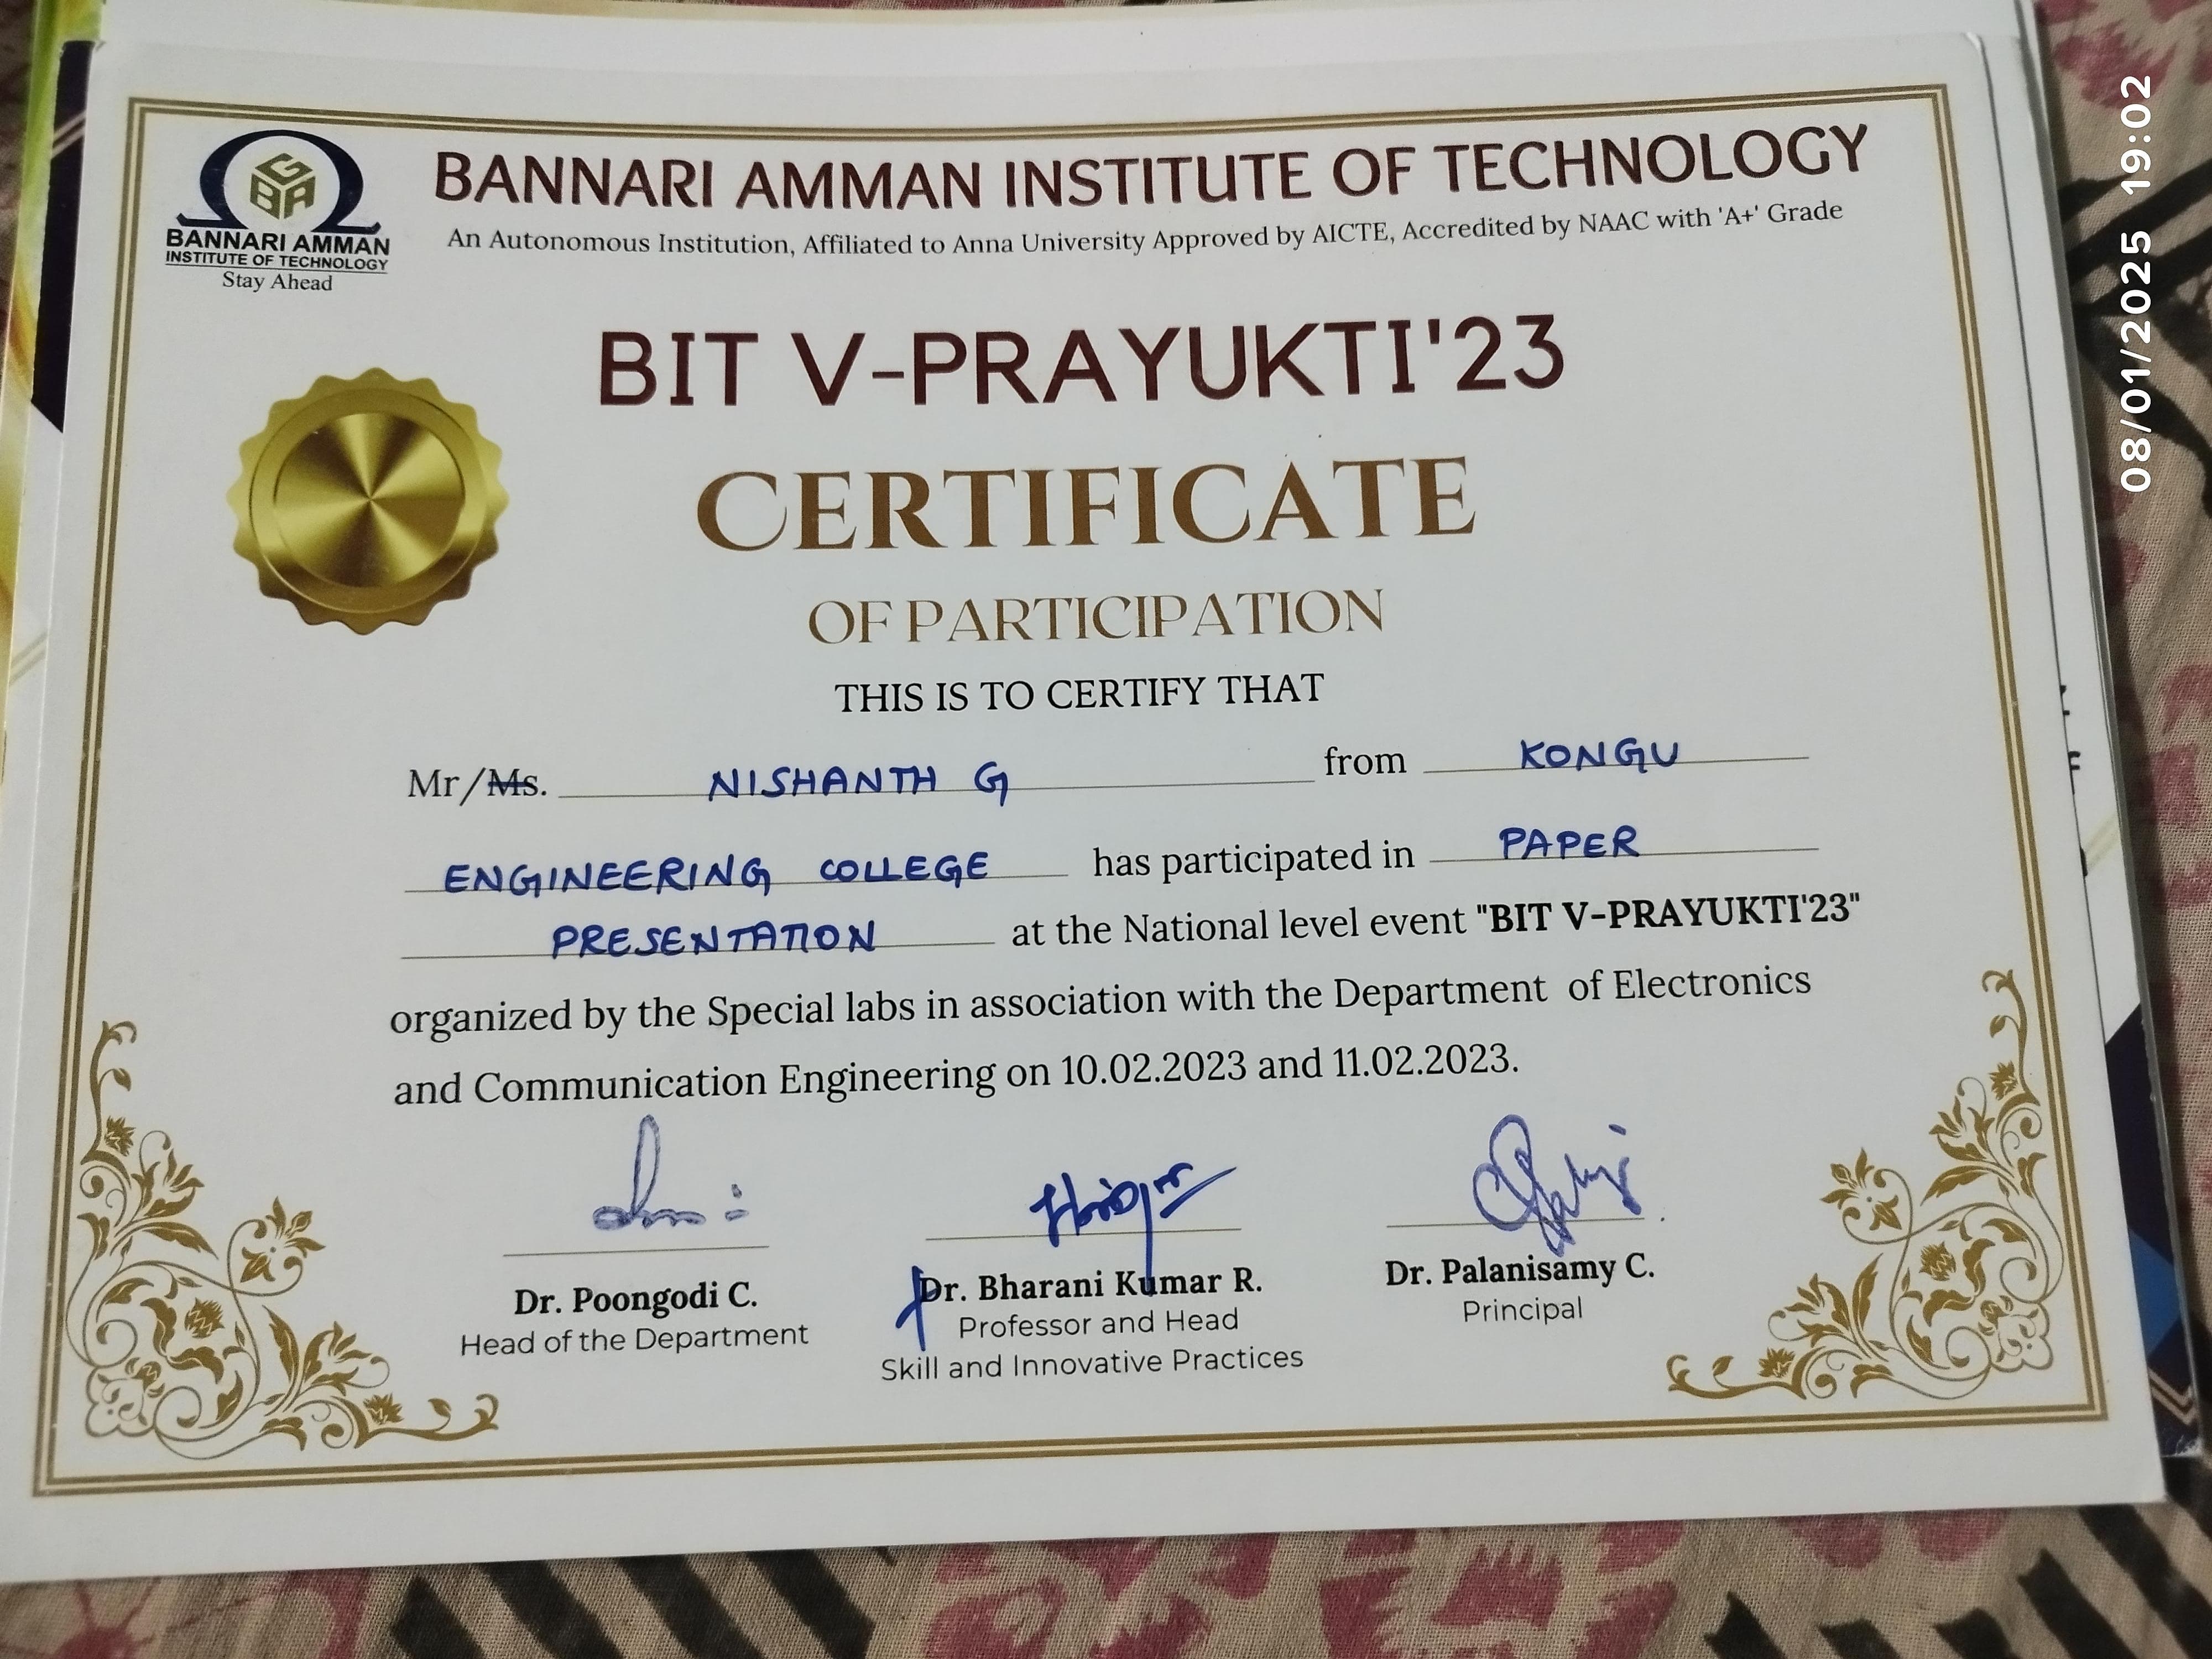 BANNARI AMMAN INSTITUTE OF TECHNOLOGY
An Autonomous Institution, Affiliated to Anna University Approved by AICTE, Accredited by NAAC with 'A+' Grade
GBA
BANNARI AMMAN
INSTITUTE OF TECHNOLOGY
Stay Ahead
BIT V-PRAYUKTI'23
CERTIFICATE
OF PARTICIPATION
THIS IS TO CERTIFY THAT
Mr/Ms. NISHANTH G from KONGU
ENGINEERING COLLEGE has participated in PAPER
PRESENTATION at the National level event "BIT V-PRAYUKTI'23"
organized by the Special labs in association with the Department of Electronics
and Communication Engineering on 10.02.2023 and 11.02.2023.
Dr. Poongodi C.
Head of the Department
Dr. Bharani Kumar R.
Professor and Head
Skill and Innovative Practices
Dr. Palanisamy C.
Principal
08/01/2025 19:02